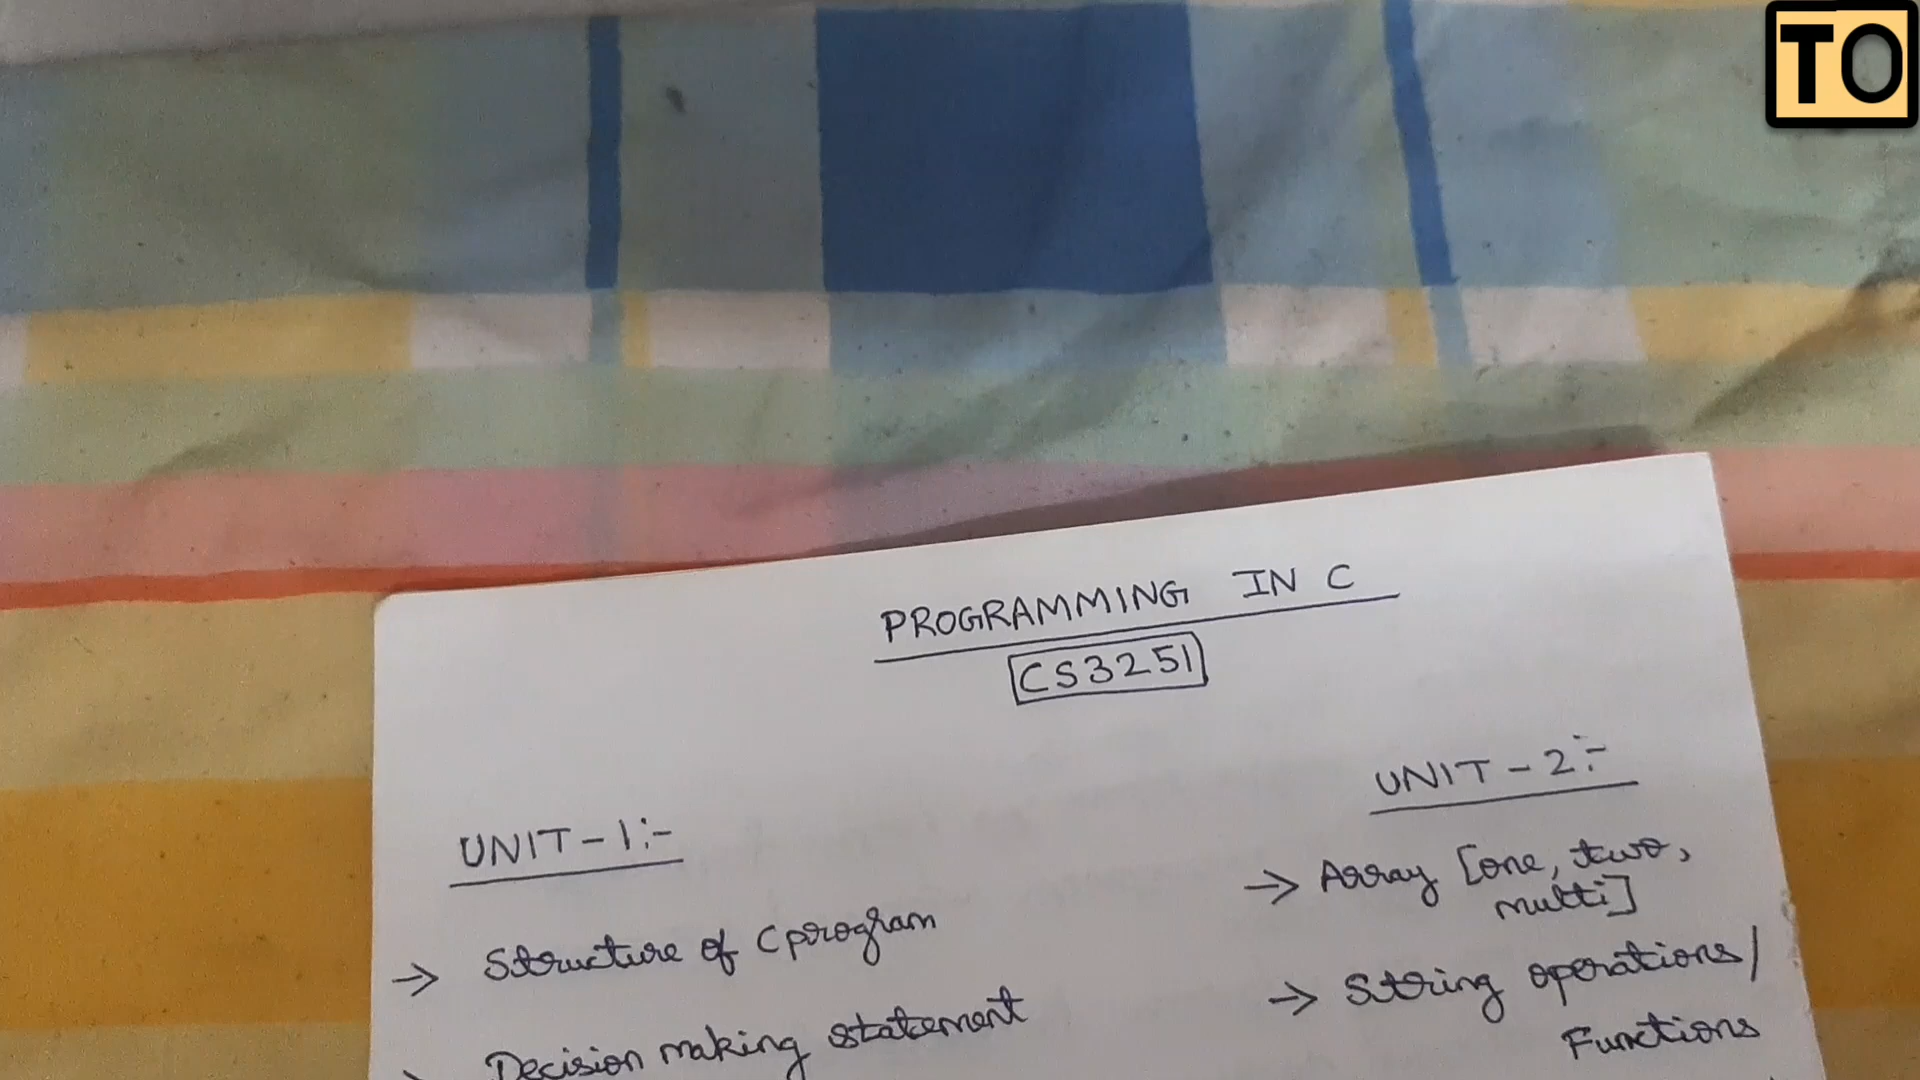 TO
PROGRAMMING IN C
CS3251
UNIT-1:-
→ Structure of C program
Decision making statement
UNIT-2:-
→ Array [one, two,
multi]
→ String operations/
Functions